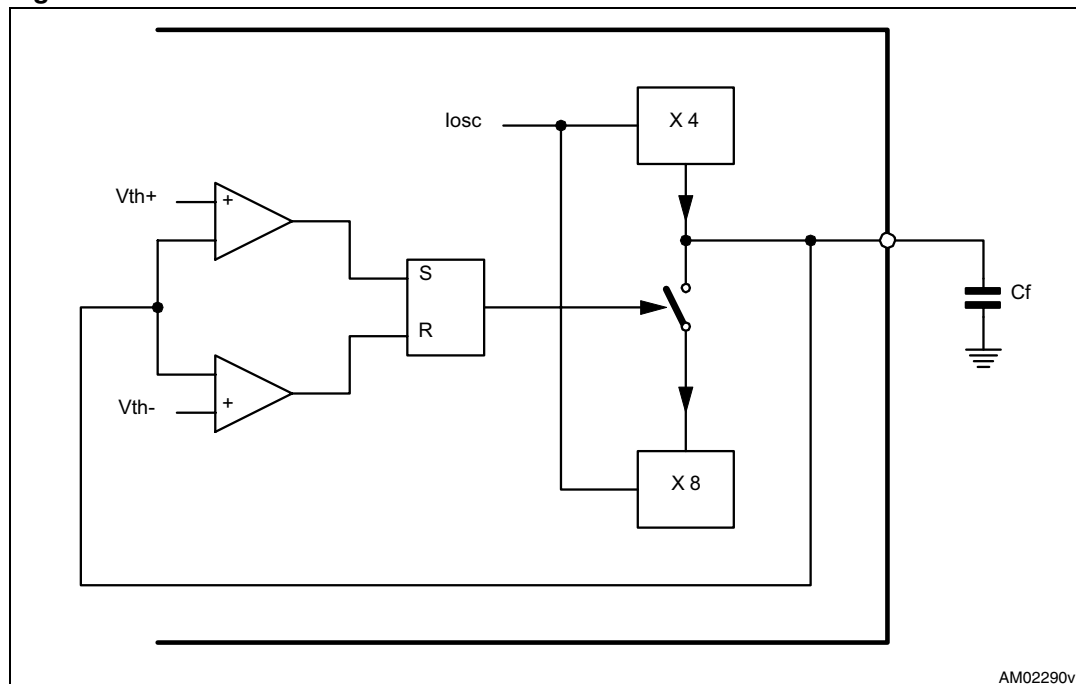 Iosc
X 4
Vth+
+
S
R
Cf
Vth-
+
X 8
AM02290v